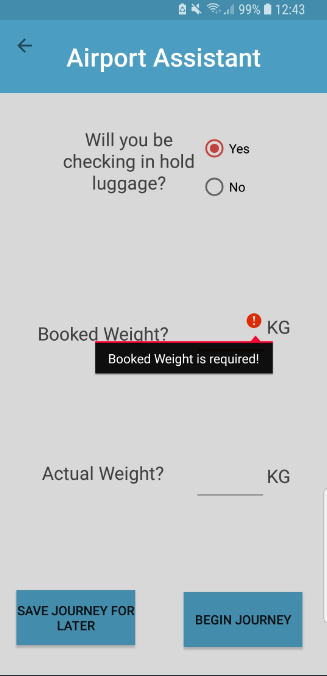 99% 12:43
Airport Assistant
Will you be
checking in hold
luggage?
Yes
No
Booked Weight?
KG
Booked Weight is required!
Actual Weight?
KG
SAVE JOURNEY FOR
LATER
BEGIN JOURNEY